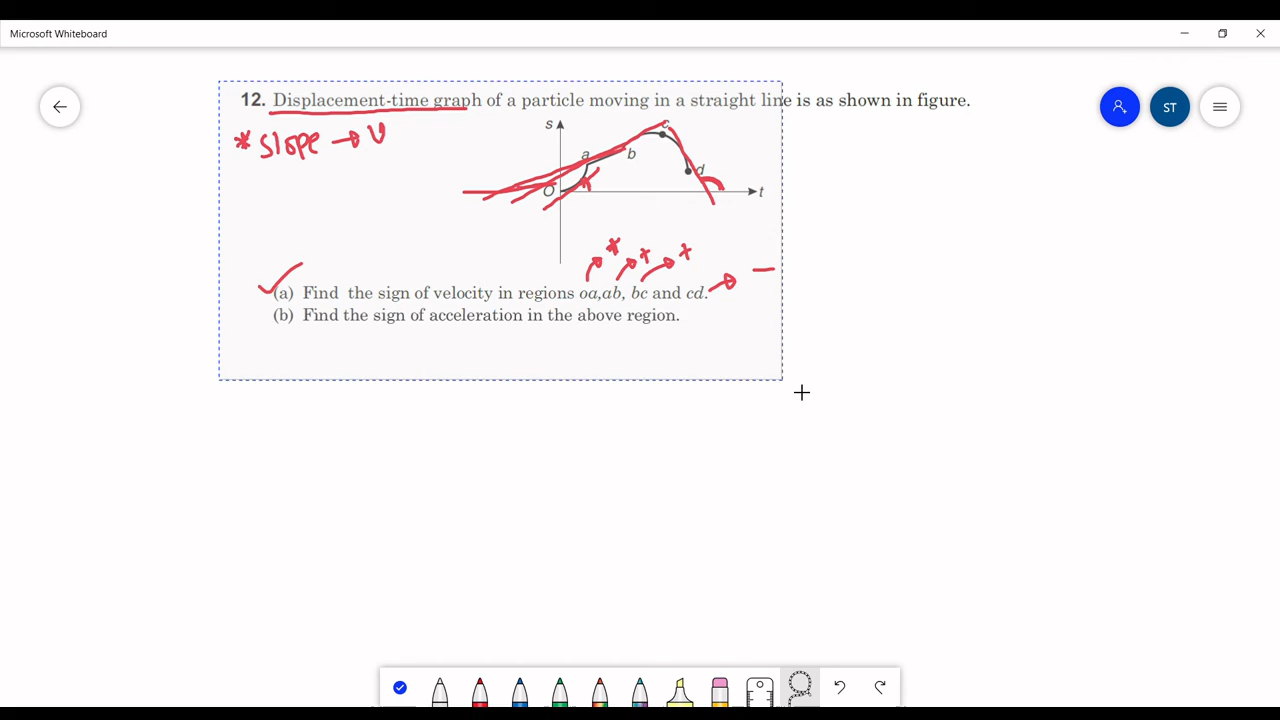 Microsoft Whiteboard
ST
12. Displacement-time graph of a particle moving in a straight line is as shown in figure.
* slope → v
s
c
a
b
d
O
t
+ + +
(a) Find the sign of velocity in regions oa,ab, bc and cd. → −
(b) Find the sign of acceleration in the above region.